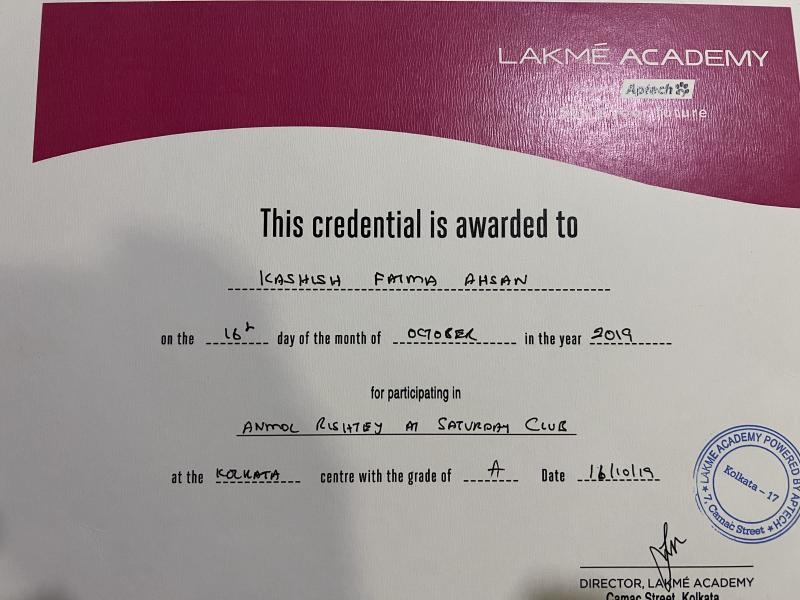 LAKMÉ ACADEMY
Aptech
This credential is awarded to
KASHISH FATMA AHSAN
on the 16th day of the month of OCTOBER in the year 2019
for participating in
ANMOL RISHTEY AT SATURDAY CLUB
at the KOLKATA centre with the grade of A Date 16/10/19
LAKME ACADEMY POWERED BY APTECH
Kolkata - 17
7, Camac Street
DIRECTOR, LAKMÉ ACADEMY
Camac Street, Kolkata